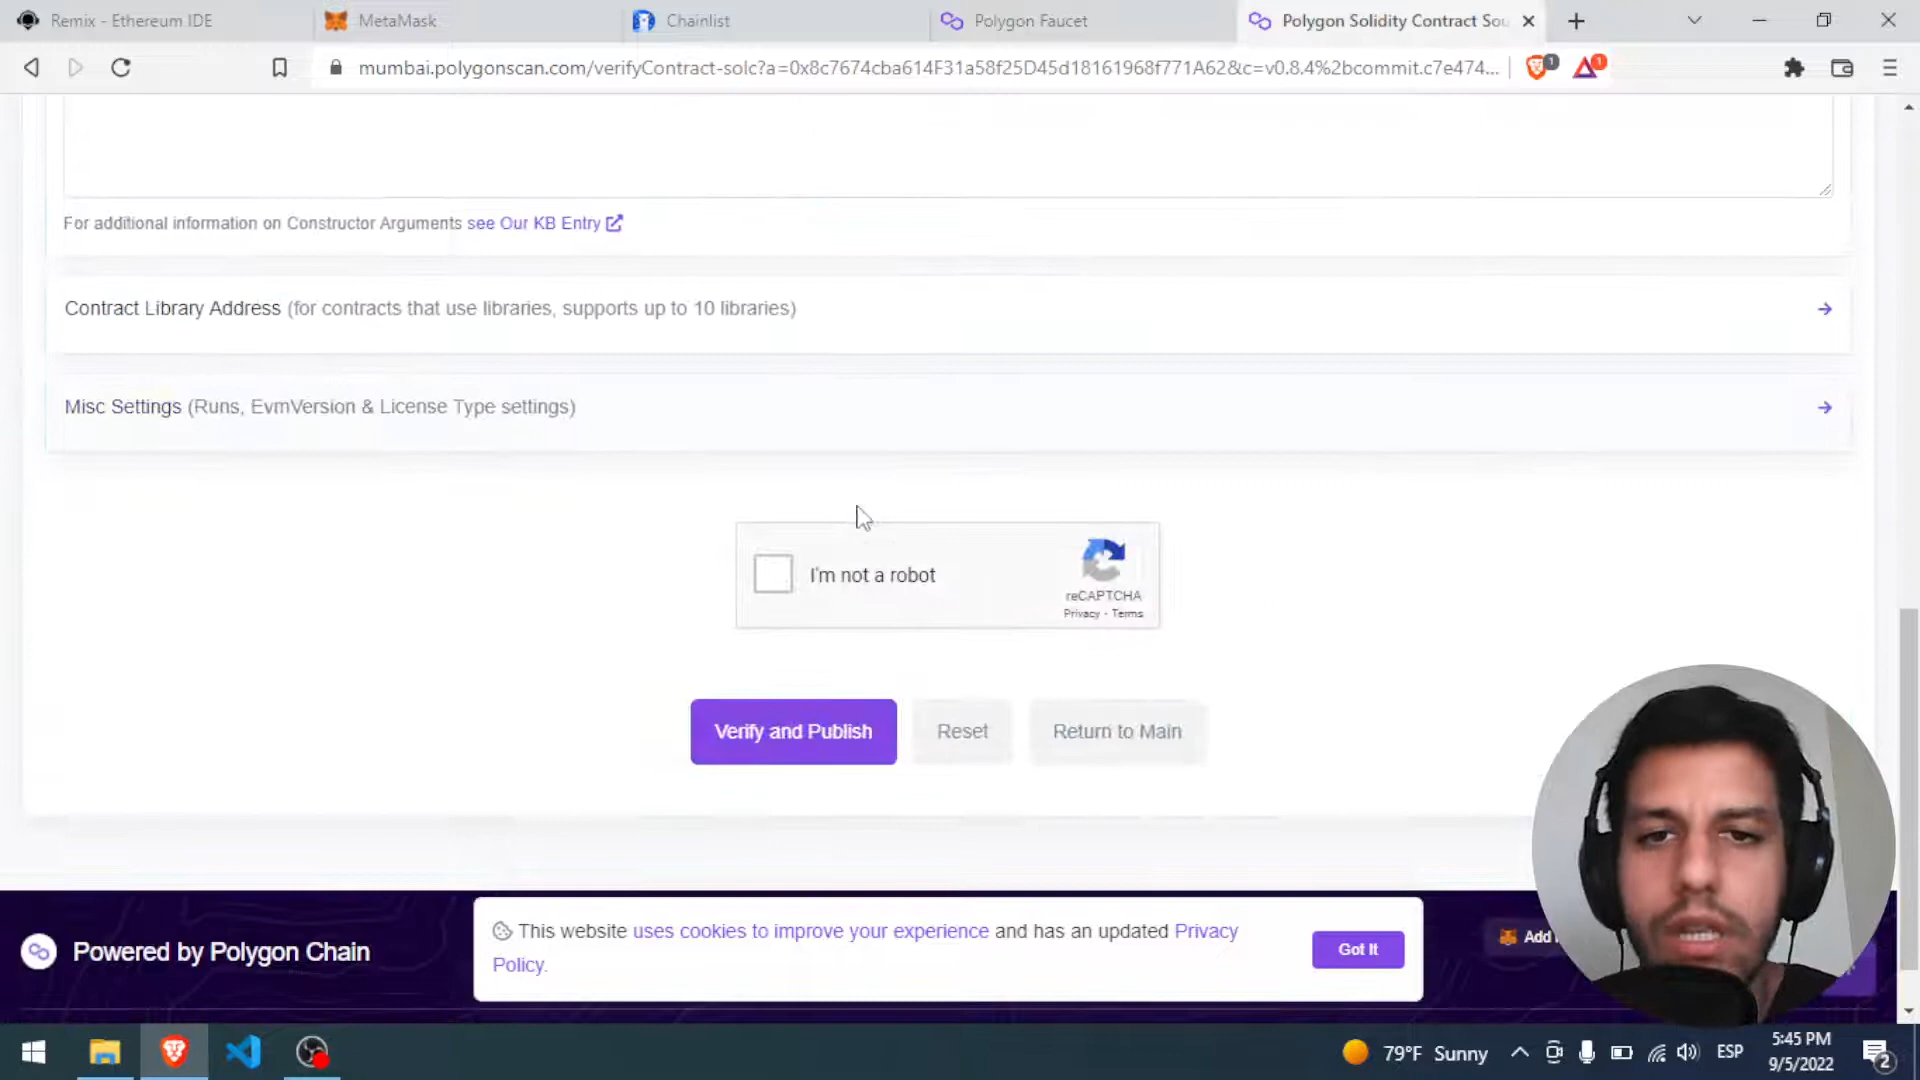 Remix - Ethereum IDE
MetaMask
Chainlist
Polygon Faucet
Polygon Solidity Contract Sou
mumbai.polygonscan.com/verifyContract-solc?a=0x8c7674cba614F31a58f25D45d18161968f771A62&c=v0.8.4%2bcommit.c7e474...
1
1
For additional information on Constructor Arguments see Our KB Entry
Contract Library Address (for contracts that use libraries, supports up to 10 libraries)
Misc Settings (Runs, EvmVersion & License Type settings)
I'm not a robot
reCAPTCHA
Privacy - Terms
Verify and Publish
Reset
Return to Main
Powered by Polygon Chain
This website uses cookies to improve your experience and has an updated Privacy
Policy.
Got It
Add
79°F Sunny
ESP
5:45 PM
9/5/2022
2